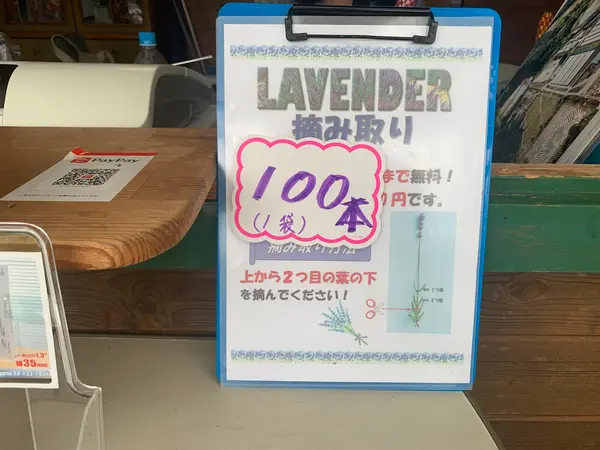 PayPay
LAVENDER
摘み取り
まで無料！
円です。
100本
(1袋)
摘み取り方法
上から2つ目の葉の下
を摘んでください！
1つ目
2つ目
35